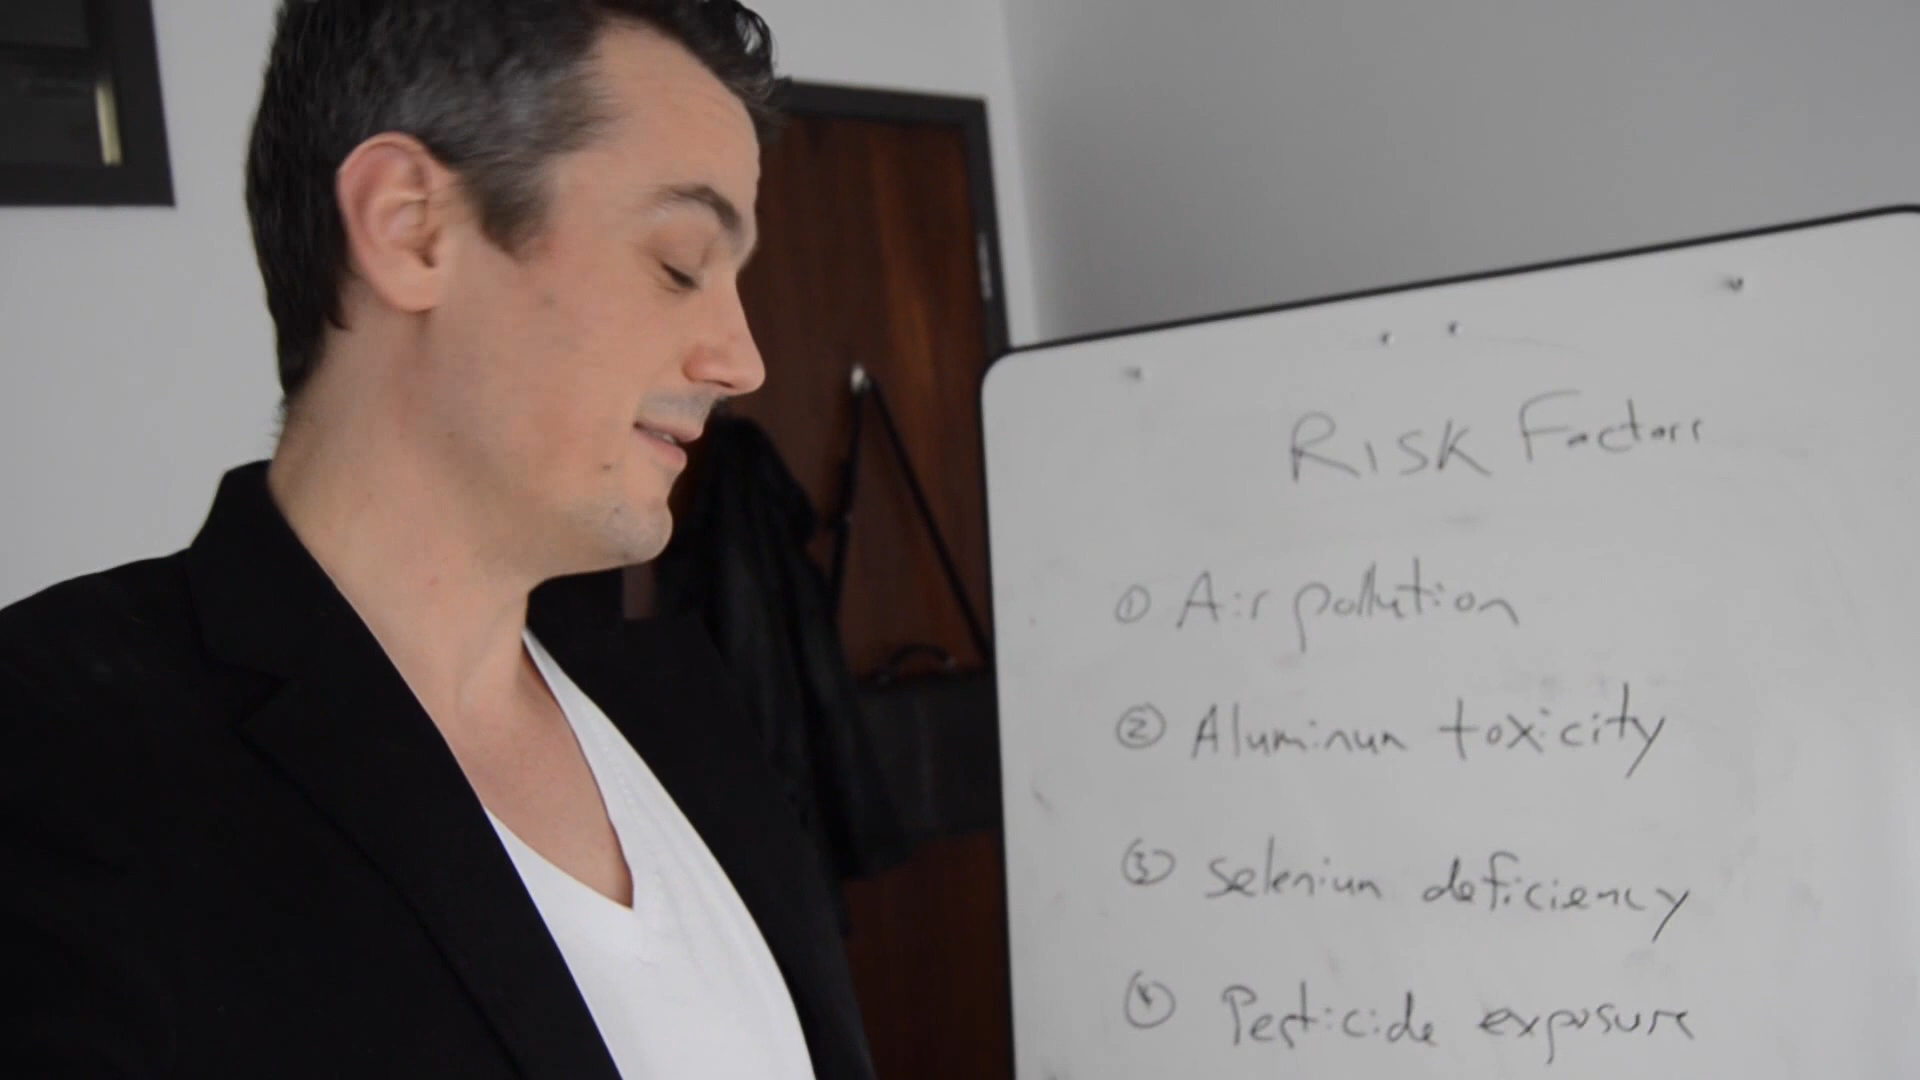 Risk Factors
① Air pollution
② Aluminum toxicity
③ selenium deficiency
④ Pesticide exposure